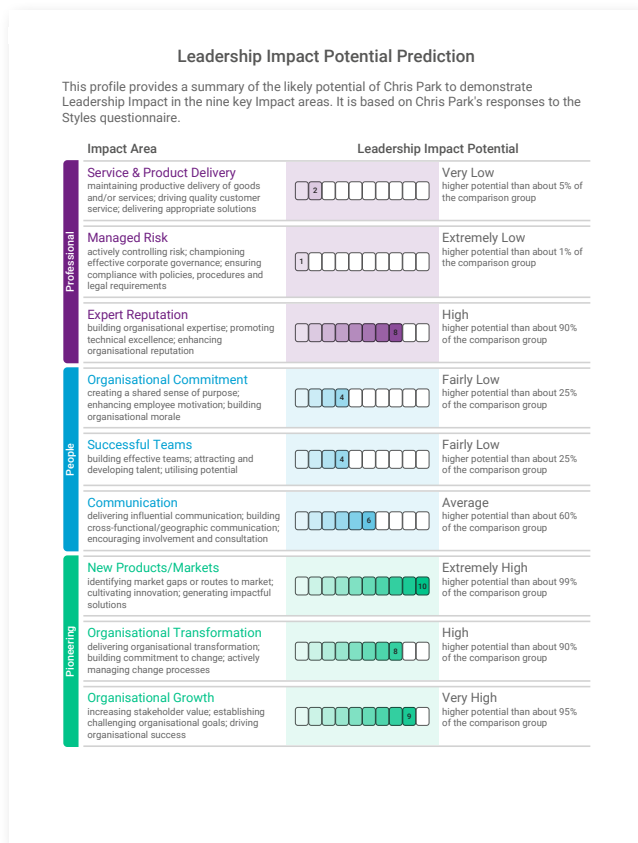 Leadership Impact Potential Prediction
This profile provides a summary of the likely potential of Chris Park to demonstrate
Leadership Impact in the nine key Impact areas. It is based on Chris Park's responses to the
Styles questionnaire.
Impact Area
Leadership Impact Potential
Professional
Service & Product Delivery
maintaining productive delivery of goods
and/or services; driving quality customer
service; delivering appropriate solutions
2
Very Low
higher potential than about 5% of
the comparison group
Managed Risk
actively controlling risk; championing
effective corporate governance; ensuring
compliance with policies, procedures and
legal requirements
1
Extremely Low
higher potential than about 1% of
the comparison group
Expert Reputation
building organisational expertise; promoting
technical excellence; enhancing
organisational reputation
8
High
higher potential than about 90%
of the comparison group
People
Organisational Commitment
creating a shared sense of purpose;
enhancing employee motivation; building
organisational morale
4
Fairly Low
higher potential than about 25%
of the comparison group
Successful Teams
building effective teams; attracting and
developing talent; utilising potential
4
Fairly Low
higher potential than about 25%
of the comparison group
Communication
delivering influential communication; building
cross-functional/geographic communication;
encouraging involvement and consultation
6
Average
higher potential than about 60%
of the comparison group
Pioneering
New Products/Markets
identifying market gaps or routes to market;
cultivating innovation; generating impactful
solutions
10
Extremely High
higher potential than about 99%
of the comparison group
Organisational Transformation
delivering organisational transformation;
building commitment to change; actively
managing change processes
8
High
higher potential than about 90%
of the comparison group
Organisational Growth
increasing stakeholder value; establishing
challenging organisational goals; driving
organisational success
9
Very High
higher potential than about 95%
of the comparison group